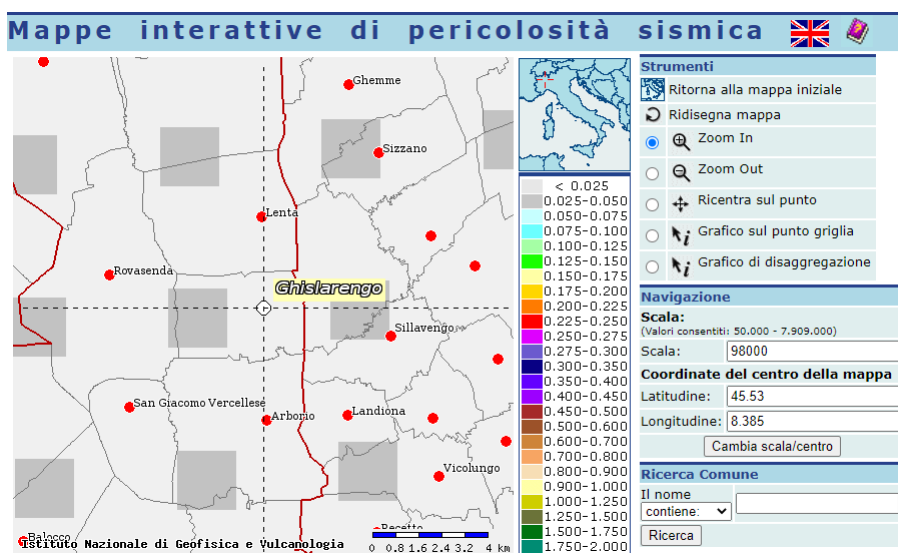 Mappe interattive di pericolosità sismica
Ghemme
Sizzano
Lenta
Rovasenda
Ghislarengo
Sillavengo
San Giacomo Vercellese
Arborio
Landiona
Vicolungo
Recetto
Balocco
Istituto Nazionale di Geofisica e Vulcanologia
0 0.8 1.6 2.4 3.2 4 km
< 0.025
0.025-0.050
0.050-0.075
0.075-0.100
0.100-0.125
0.125-0.150
0.150-0.175
0.175-0.200
0.200-0.225
0.225-0.250
0.250-0.275
0.275-0.300
0.300-0.350
0.350-0.400
0.400-0.450
0.450-0.500
0.500-0.600
0.600-0.700
0.700-0.800
0.800-0.900
0.900-1.000
1.000-1.250
1.250-1.500
1.500-1.750
1.750-2.000
Strumenti
Ritorna alla mappa iniziale
Ridisegna mappa
Zoom In
Zoom Out
Ricentra sul punto
Grafico sul punto griglia
Grafico di disaggregazione
Navigazione
Scala:
(Valori consentiti: 50.000 - 7.909.000)
Scala: 98000
Coordinate del centro della mappa
Latitudine: 45.53
Longitudine: 8.385
Cambia scala/centro
Ricerca Comune
Il nome
contiene:
Ricerca